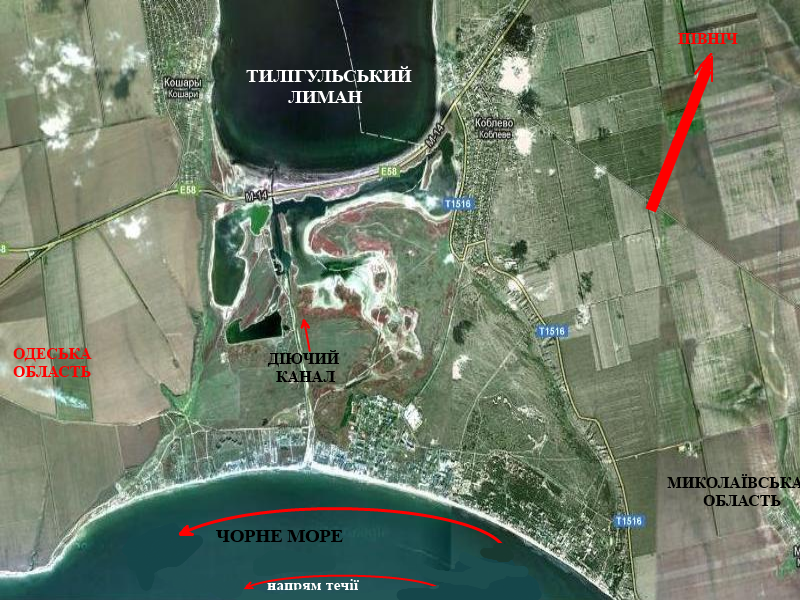 ПІВНІЧ
ТИЛІГУЛЬСЬКИЙ
ЛИМАН
Кошары
Кошари
Коблево
Коблеве
М-14
E58
E58
М-14
T1516
8
T1516
ОДЕСЬКА
ОБЛАСТЬ
ДІЮЧИЙ
КАНАЛ
МИКОЛАЇВСЬКА
ОБЛАСТЬ
T1516
ЧОРНЕ МОРЕ
напрям течії